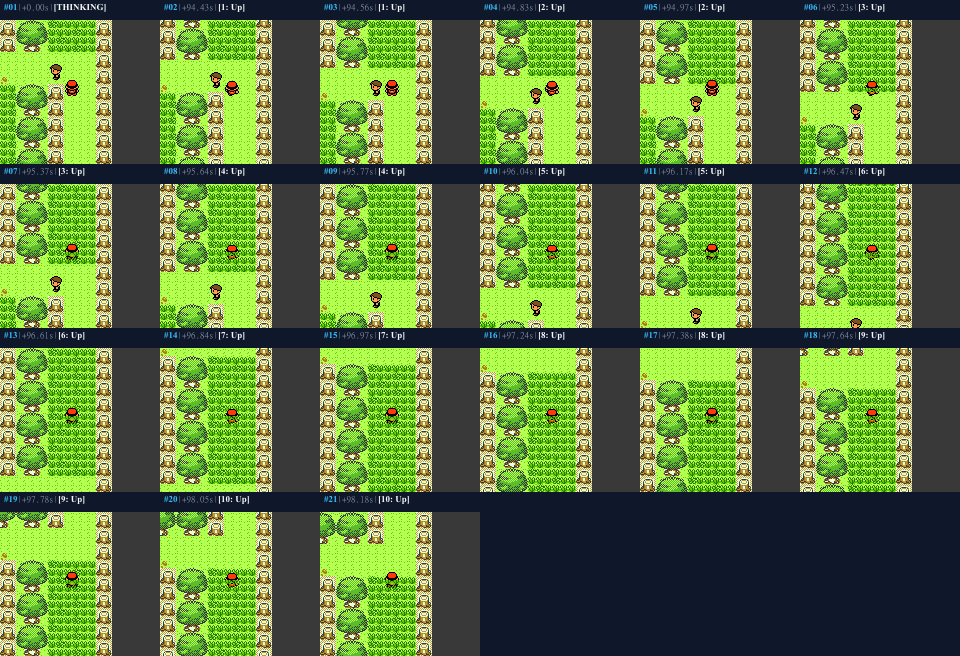 #01|+0.00s|[THINKING]
#02|+94.43s|[1: Up]
#03|+94.56s|[1: Up]
#04|+94.83s|[2: Up]
#05|+94.97s|[2: Up]
#06|+95.23s|[3: Up]
#07|+95.37s|[3: Up]
#08|+95.64s|[4: Up]
#09|+95.77s|[4: Up]
#10|+96.04s|[5: Up]
#11|+96.17s|[5: Up]
#12|+96.47s|[6: Up]
#13|+96.61s|[6: Up]
#14|+96.84s|[7: Up]
#15|+96.97s|[7: Up]
#16|+97.24s|[8: Up]
#17|+97.38s|[8: Up]
#18|+97.64s|[9: Up]
#19|+97.78s|[9: Up]
#20|+98.05s|[10: Up]
#21|+98.18s|[10: Up]